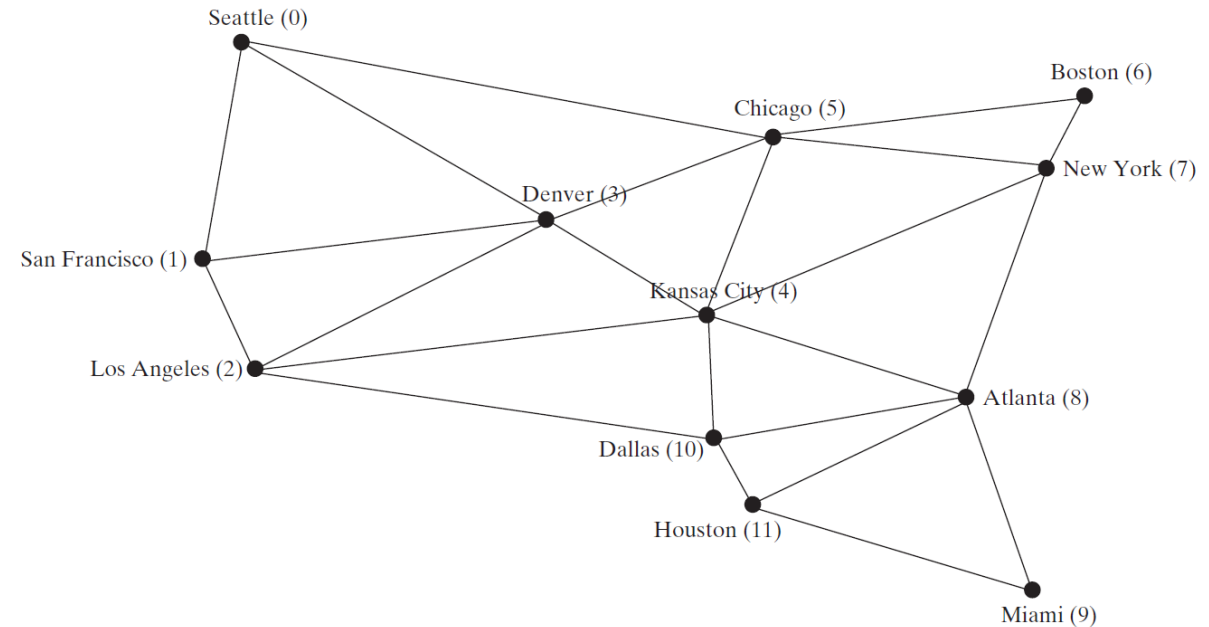 Seattle (0)
Boston (6)
Chicago (5)
New York (7)
Denver (3)
San Francisco (1)
Kansas City (4)
Los Angeles (2)
Atlanta (8)
Dallas (10)
Houston (11)
Miami (9)